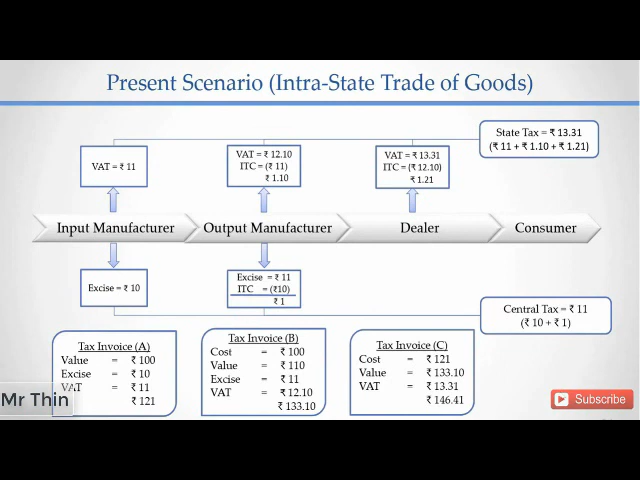 Present Scenario (Intra-State Trade of Goods)
State Tax = ₹ 13.31
(₹ 11 + ₹ 1.10 + ₹ 1.21)
VAT = ₹ 11
VAT = ₹ 12.10
ITC = (₹ 11)
₹ 1.10
VAT = ₹ 13.31
ITC = (₹ 12.10)
₹ 1.21
Input Manufacturer
Output Manufacturer
Dealer
Consumer
Excise = ₹ 10
Excise = ₹ 11
ITC = (₹10)
₹ 1
Central Tax = ₹ 11
(₹ 10 + ₹ 1)
Tax Invoice (A)
Value = ₹ 100
Excise = ₹ 10
VAT = ₹ 11
₹ 121
Tax Invoice (B)
Cost = ₹ 100
Value = ₹ 110
Excise = ₹ 11
VAT = ₹ 12.10
₹ 133.10
Tax Invoice (C)
Cost = ₹ 121
Value = ₹ 133.10
VAT = ₹ 13.31
₹ 146.41
Mr Thin
Subscribe